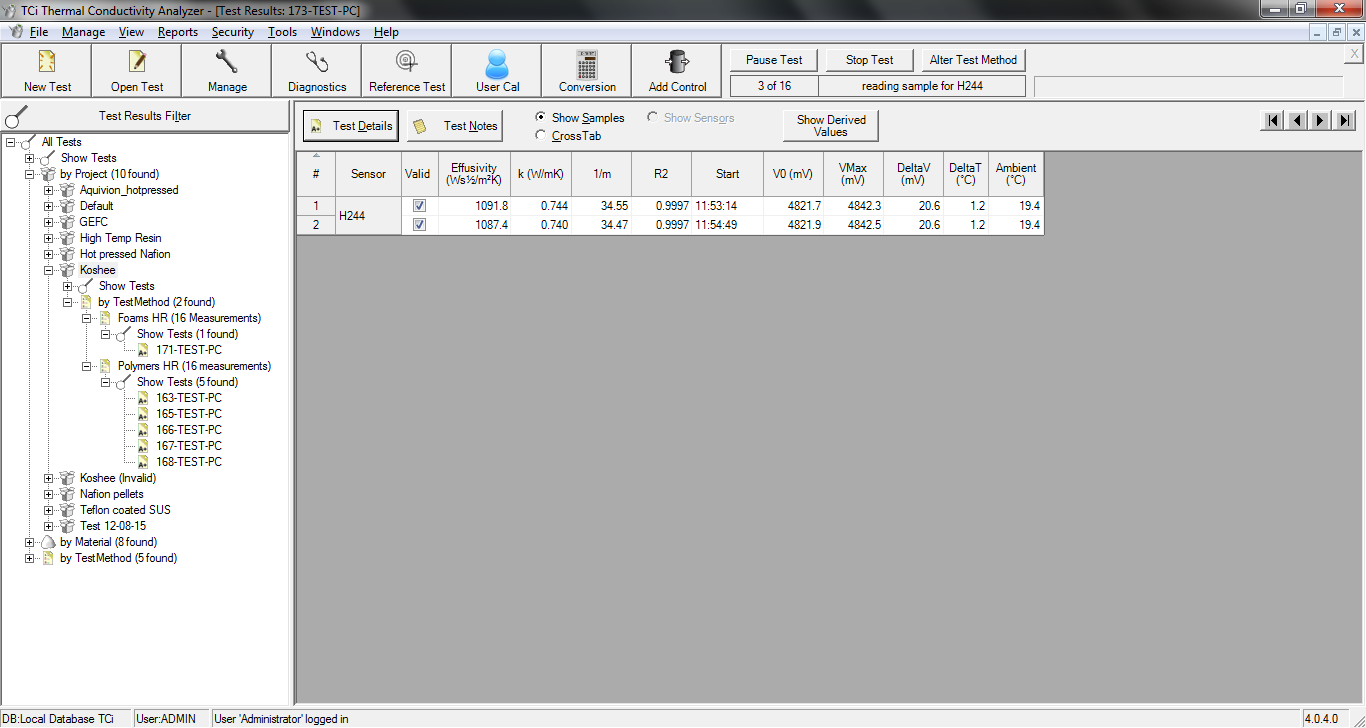 TCi Thermal Conductivity Analyzer - [Test Results: 173-TEST-PC]
File Manage View Reports Security Tools Windows Help
New Test Open Test Manage Diagnostics Reference Test User Cal Conversion Add Control
Pause Test Stop Test Alter Test Method
3 of 16 reading sample for H244
Test Results Filter
Test Details Test Notes Show Samples Show Sensors CrossTab Show Derived Values
All Tests
Show Tests
by Project (10 found)
Aquivion_hotpressed
Default
GEFC
High Temp Resin
Hot pressed Nafion
Koshee
Show Tests
by TestMethod (2 found)
Foams HR (16 Measurements)
Show Tests (1 found)
171-TEST-PC
Polymers HR (16 measurements)
Show Tests (5 found)
163-TEST-PC
165-TEST-PC
166-TEST-PC
167-TEST-PC
168-TEST-PC
Koshee (Invalid)
Nafion pellets
Teflon coated SUS
Test 12-08-15
by Material (8 found)
by TestMethod (5 found)
# Sensor Valid Effusivity (Ws½/m²K) k (W/mK) 1/m R2 Start V0 (mV) VMax (mV) DeltaV (mV) DeltaT (°C) Ambient (°C)
1 H244 1091.8 0.744 34.55 0.9997 11:53:14 4821.7 4842.3 20.6 1.2 19.4
2 1087.4 0.740 34.47 0.9997 11:54:49 4821.9 4842.5 20.6 1.2 19.4
DB:Local Database TCi User:ADMIN User 'Administrator' logged in 4.0.4.0